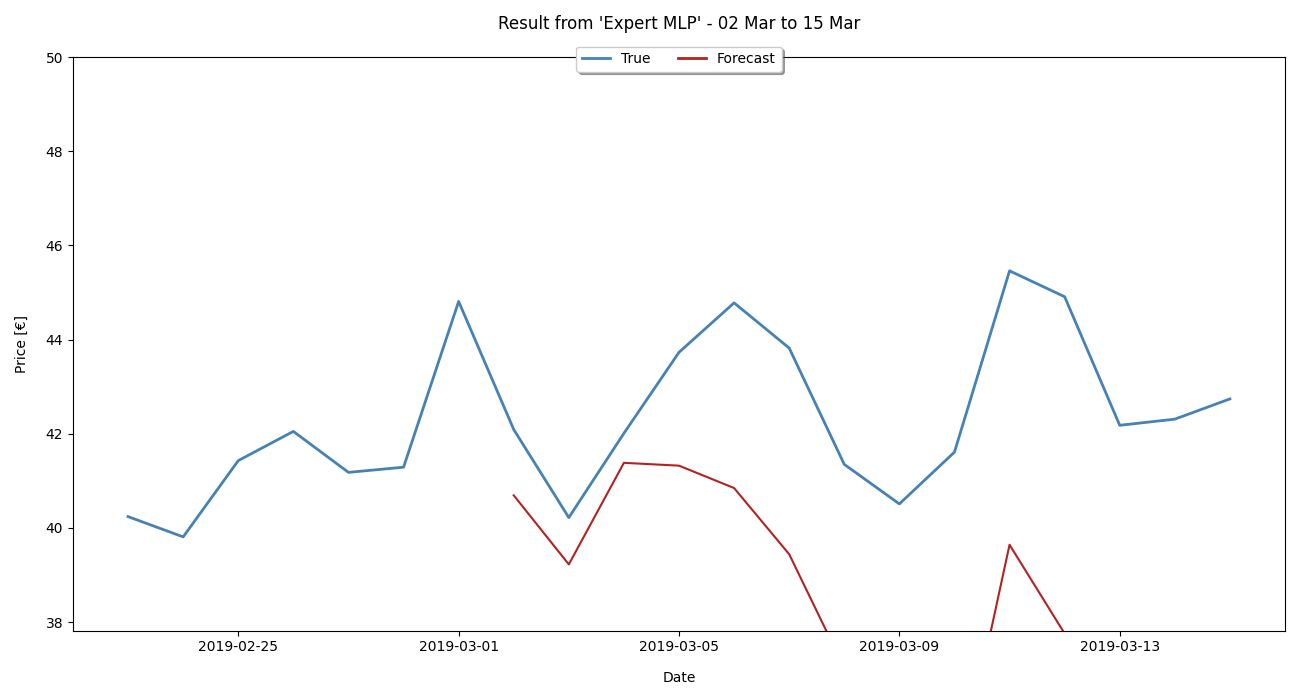 Result from 'Expert MLP' - 02 Mar to 15 Mar
True Forecast
50
48
46
44
42
40
38
Price [€]
2019-02-25 2019-03-01 2019-03-05 2019-03-09 2019-03-13
Date